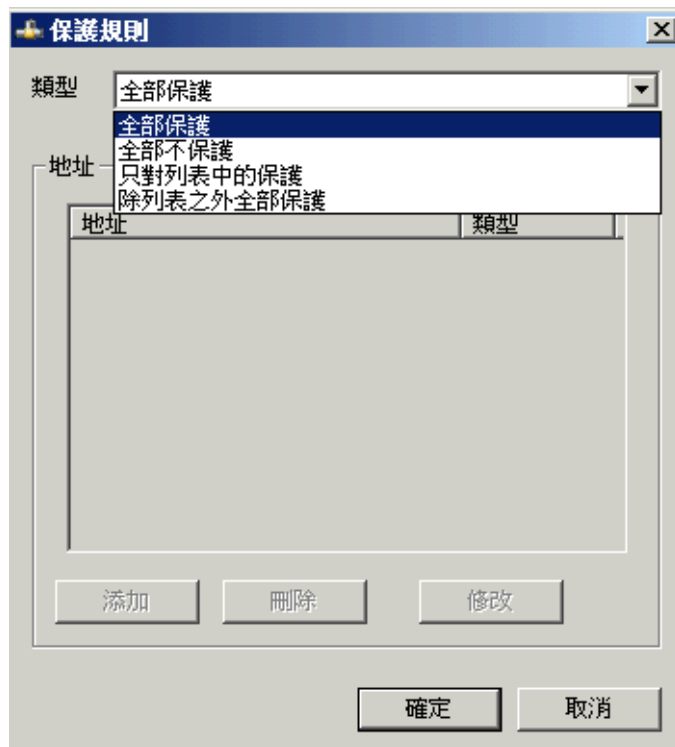 保護規則
類型 全部保護
全部保護
全部不保護
只對列表中的保護
除列表之外全部保護
地址
地址 類型
添加 刪除 修改
確定 取消